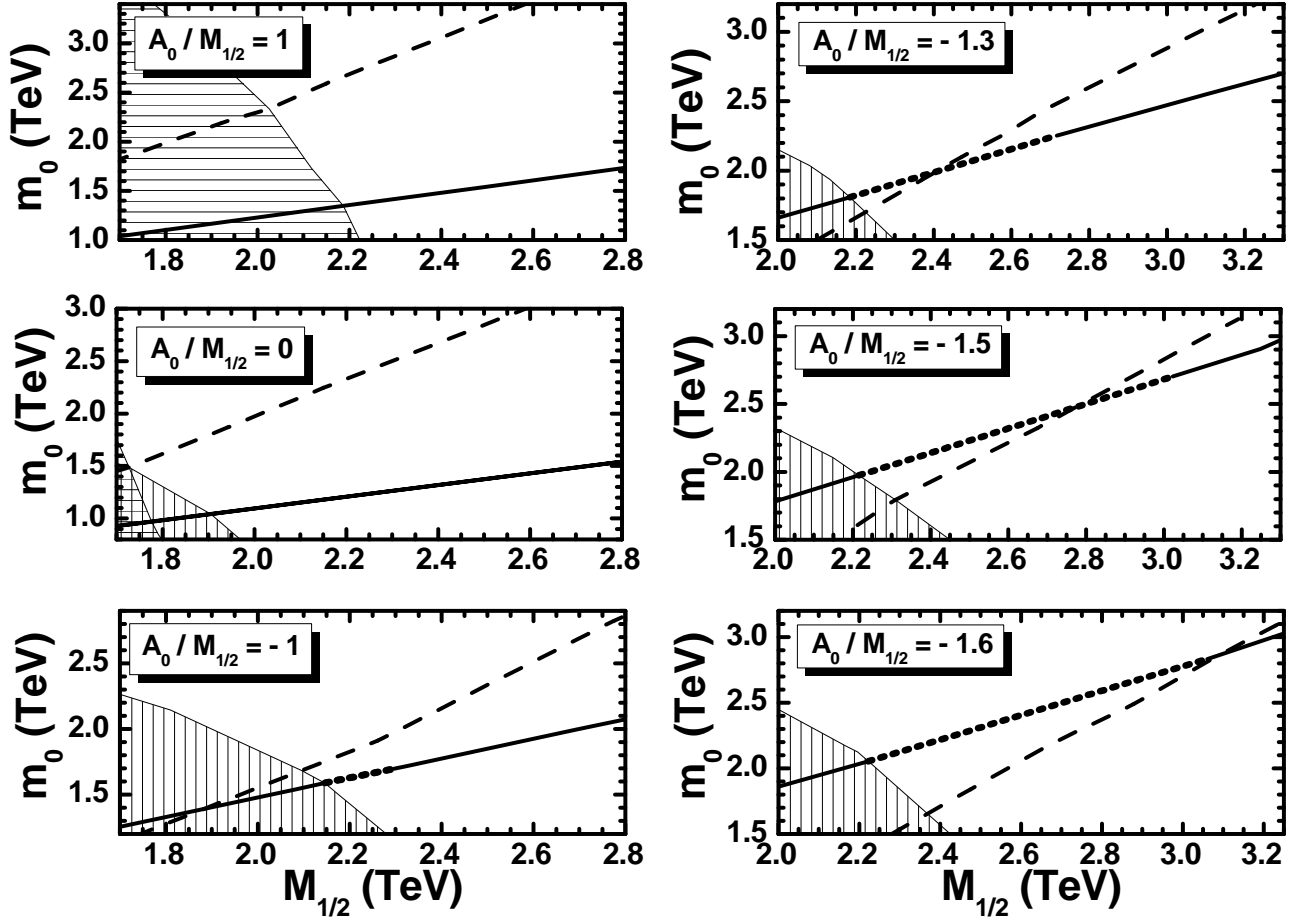 A0 / M1/2 = 1
m0 (TeV)
3.0
2.5
2.0
1.5
1.0
1.8 2.0 2.2 2.4 2.6 2.8
A0 / M1/2 = - 1.3
m0 (TeV)
3.0
2.5
2.0
1.5
2.0 2.2 2.4 2.6 2.8 3.0 3.2
A0 / M1/2 = 0
m0 (TeV)
3.0
2.5
2.0
1.5
1.0
1.8 2.0 2.2 2.4 2.6 2.8
A0 / M1/2 = - 1.5
m0 (TeV)
3.0
2.5
2.0
1.5
2.0 2.2 2.4 2.6 2.8 3.0 3.2
A0 / M1/2 = - 1
m0 (TeV)
2.5
2.0
1.5
1.8 2.0 2.2 2.4 2.6 2.8
M1/2 (TeV)
A0 / M1/2 = - 1.6
m0 (TeV)
3.0
2.5
2.0
1.5
2.0 2.2 2.4 2.6 2.8 3.0 3.2
M1/2 (TeV)